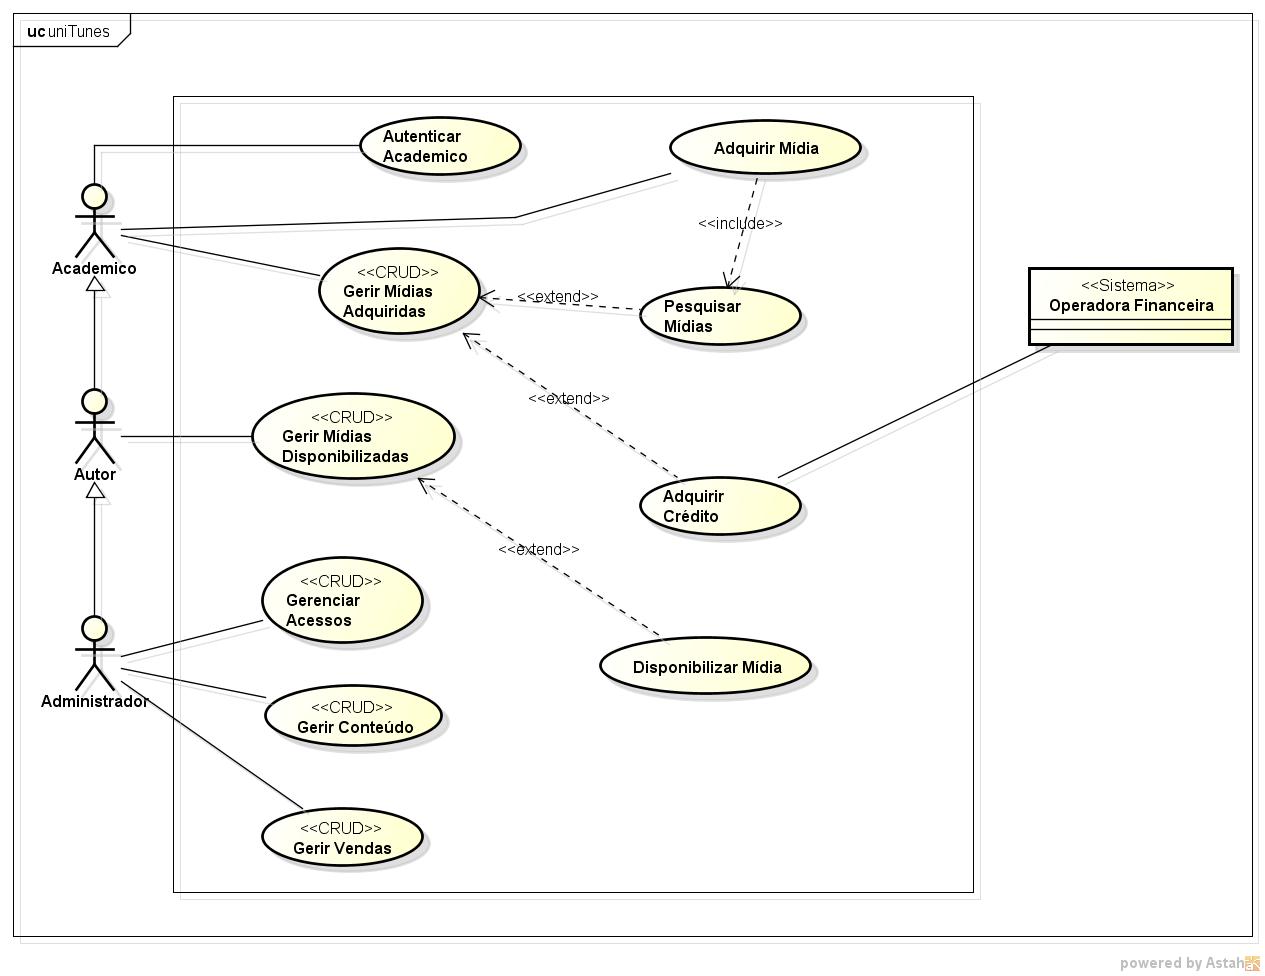 uc uniTunes
Autenticar
Academico
Adquirir Mídia
<<include>>
Academico
<<CRUD>>
Gerir Mídias
Adquiridas
<<extend>>
Pesquisar
Mídias
<<Sistema>>
Operadora Financeira
<<extend>>
<<CRUD>>
Gerir Mídias
Disponibilizadas
Autor
Adquirir
Crédito
<<extend>>
<<CRUD>>
Gerenciar
Acessos
Disponibilizar Mídia
Administrador
<<CRUD>>
Gerir Conteúdo
<<CRUD>>
Gerir Vendas
powered by Astah